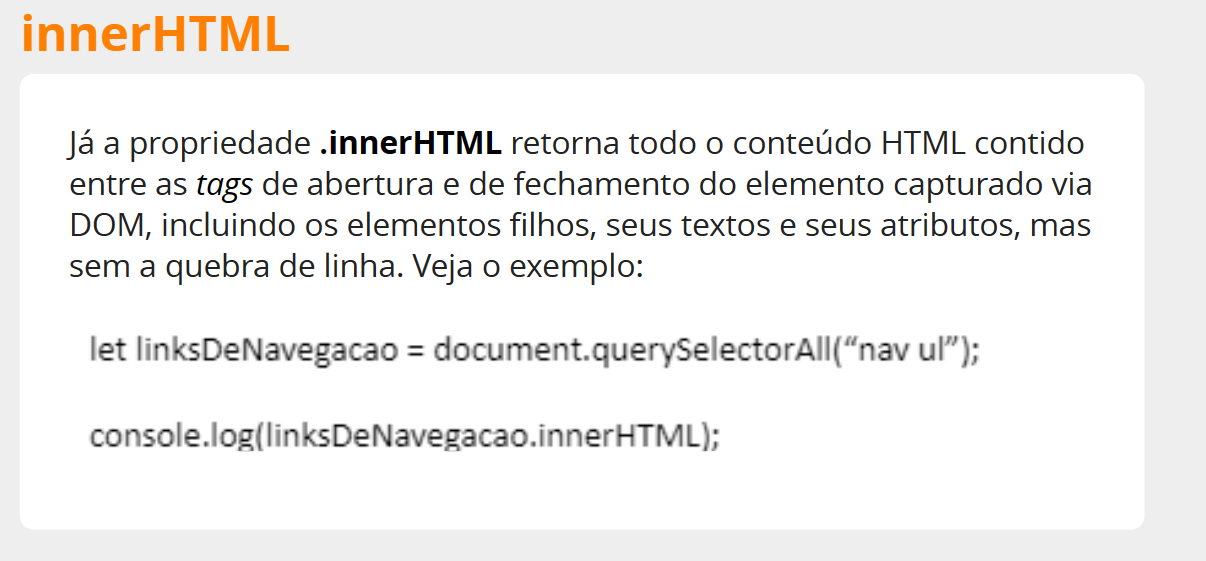 innerHTML
Já a propriedade .innerHTML retorna todo o conteúdo HTML contido
entre as tags de abertura e de fechamento do elemento capturado via
DOM, incluindo os elementos filhos, seus textos e seus atributos, mas
sem a quebra de linha. Veja o exemplo:
let linksDeNavegacao = document.querySelectorAll(“nav ul”);
console.log(linksDeNavegacao.innerHTML);